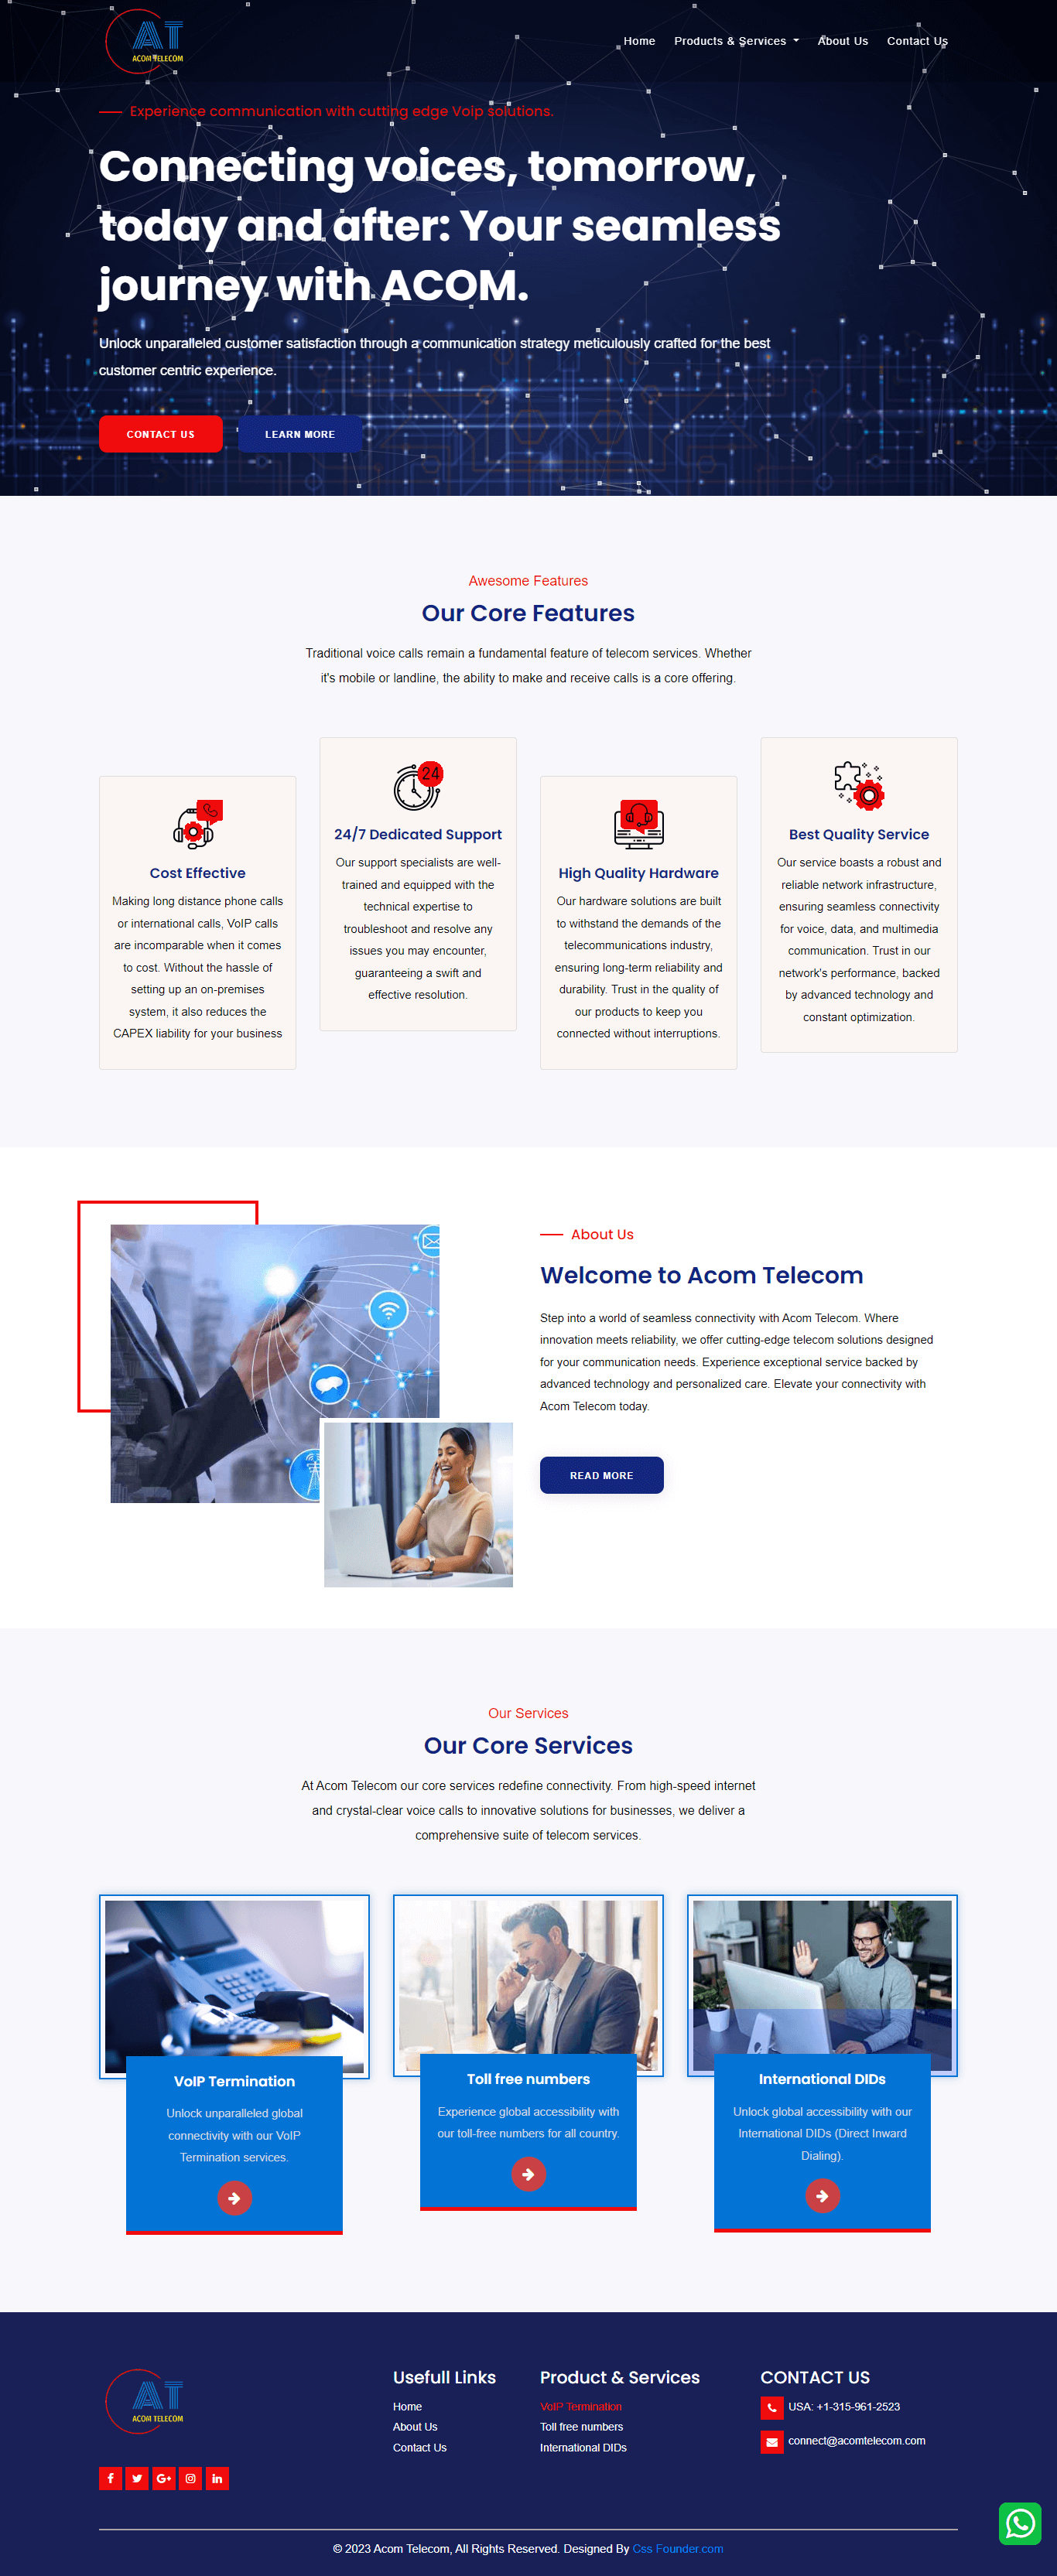 AT
ACOM TELECOM
Home Products & Services About Us Contact Us
Experience communication with cutting edge Voip solutions.
Connecting voices, tomorrow,
today and after: Your seamless
journey with ACOM.
Unlock unparalleled customer satisfaction through a communication strategy meticulously crafted for the best
customer centric experience.
CONTACT US LEARN MORE
Awesome Features
Our Core Features
Traditional voice calls remain a fundamental feature of telecom services. Whether
it's mobile or landline, the ability to make and receive calls is a core offering.
Cost Effective
Making long distance phone calls
or international calls, VoIP calls
are incomparable when it comes
to cost. Without the hassle of
setting up an on-premises
system, it also reduces the
CAPEX liability for your business
24
24/7 Dedicated Support
Our support specialists are well-
trained and equipped with the
technical expertise to
troubleshoot and resolve any
issues you may encounter,
guaranteeing a swift and
effective resolution.
High Quality Hardware
Our hardware solutions are built
to withstand the demands of the
telecommunications industry,
ensuring long-term reliability and
durability. Trust in the quality of
our products to keep you
connected without interruptions.
Best Quality Service
Our service boasts a robust and
reliable network infrastructure,
ensuring seamless connectivity
for voice, data, and multimedia
communication. Trust in our
network's performance, backed
by advanced technology and
constant optimization.
About Us
Welcome to Acom Telecom
Step into a world of seamless connectivity with Acom Telecom. Where
innovation meets reliability, we offer cutting-edge telecom solutions designed
for your communication needs. Experience exceptional service backed by
advanced technology and personalized care. Elevate your connectivity with
Acom Telecom today.
READ MORE
Our Services
Our Core Services
At Acom Telecom our core services redefine connectivity. From high-speed internet
and crystal-clear voice calls to innovative solutions for businesses, we deliver a
comprehensive suite of telecom services.
VoIP Termination
Unlock unparalleled global
connectivity with our VoIP
Termination services.
Toll free numbers
Experience global accessibility with
our toll-free numbers for all country.
International DIDs
Unlock global accessibility with our
International DIDs (Direct Inward
Dialing).
AT
ACOM TELECOM
Usefull Links
Home
About Us
Contact Us
Product & Services
VoIP Termination
Toll free numbers
International DIDs
CONTACT US
USA: +1-315-961-2523
connect@acomtelecom.com
© 2023 Acom Telecom, All Rights Reserved. Designed By Css Founder.com